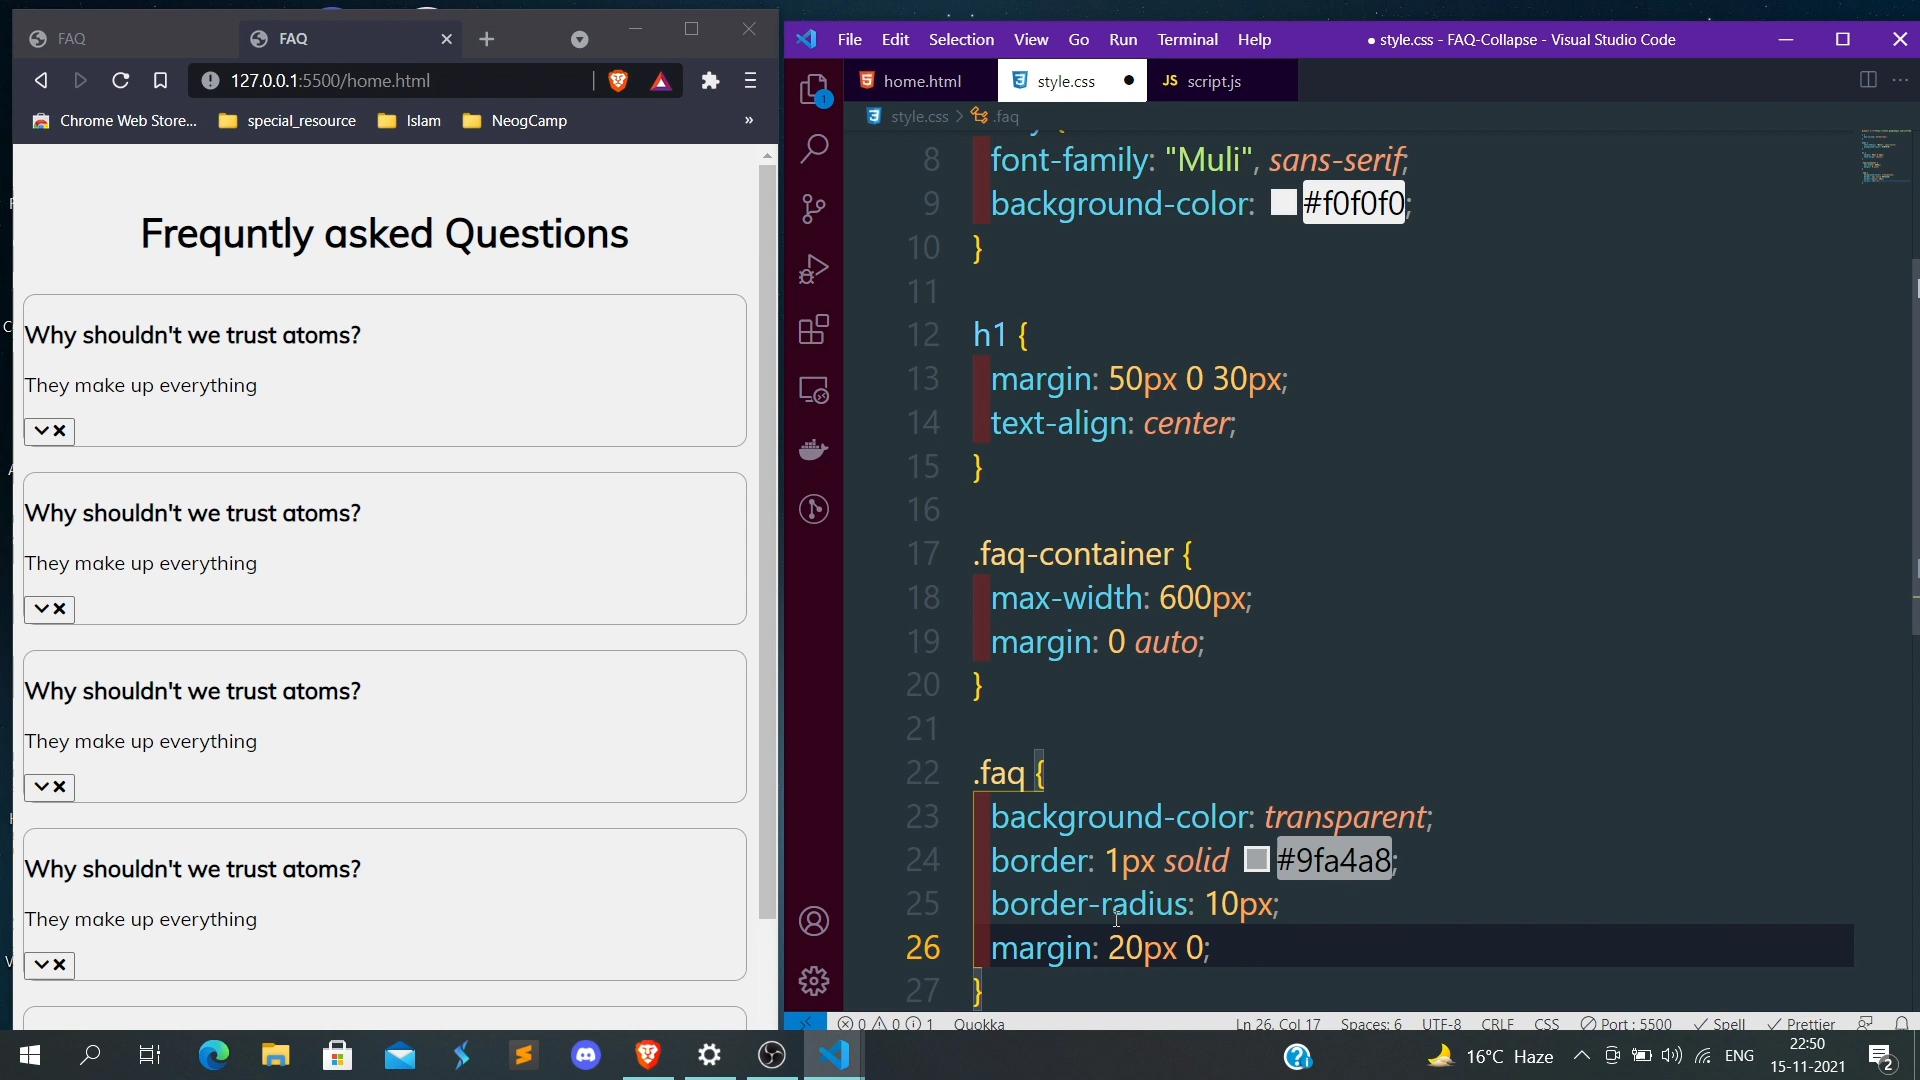 FAQ
FAQ
127.0.0.1:5500/home.html
Chrome Web Store...
special_resource
Islam
NeogCamp
»
Frequntly asked Questions
Why shouldn't we trust atoms?
They make up everything
Why shouldn't we trust atoms?
They make up everything
Why shouldn't we trust atoms?
They make up everything
Why shouldn't we trust atoms?
They make up everything
File Edit Selection View Go Run Terminal Help
● style.css - FAQ-Collapse - Visual Studio Code
home.html
style.css
JS script.js
style.css > .faq
1
8 font-family: "Muli", sans-serif;
9 background-color: #f0f0f0;
10 }
11
12 h1 {
13 margin: 50px 0 30px;
14 text-align: center;
15 }
16
17 .faq-container {
18 max-width: 600px;
19 margin: 0 auto;
20 }
21
22 .faq {
23 background-color: transparent;
24 border: 1px solid #9fa4a8;
25 border-radius: 10px;
26 margin: 20px 0;
27 }
0 0 1 Quokka Ln 26, Col 17 Spaces: 6 UTF-8 CRLF CSS Port : 5500 Spell Prettier
16°C Haze
ENG
22:50
15-11-2021
2